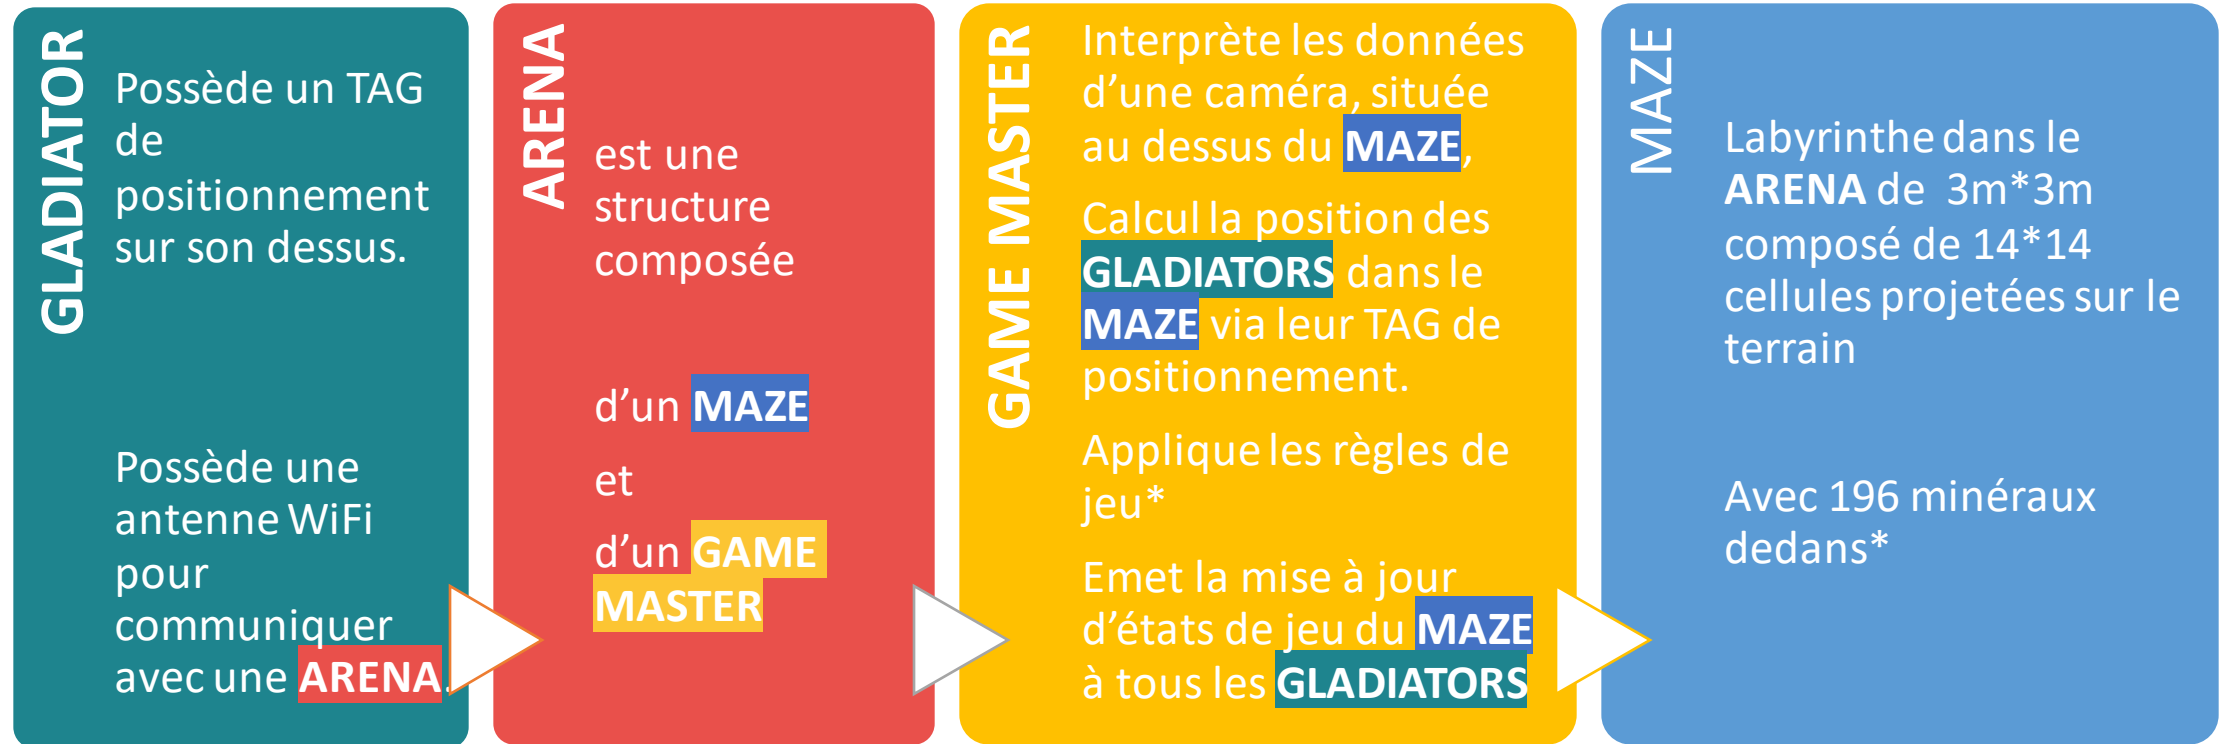 GLADIATOR
Possède un TAG
de
positionnement
sur son dessus.
Possède une
antenne WiFi
pour
communiquer
avec une ARENA.
ARENA
est une
structure
composée
d’un MAZE
et
d’un GAME
MASTER
GAME MASTER
Interprète les données
d’une caméra, située
au dessus du MAZE,
Calcul la position des
GLADIATORS dans le
MAZE via leur TAG de
positionnement.
Applique les règles de
jeu*
Emet la mise à jour
d’états de jeu du MAZE
à tous les GLADIATORS
MAZE
Labyrinthe dans le
ARENA de 3m*3m
composé de 14*14
cellules projetées sur le
terrain
Avec 196 minéraux
dedans*